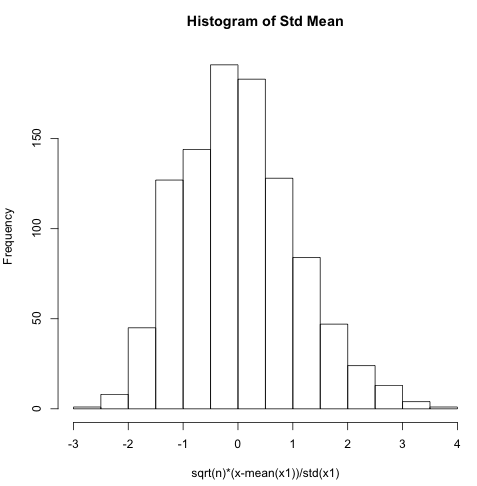 Histogram of Std Mean
Frequency
150
100
50
0
-3 -2 -1 0 1 2 3 4
sqrt(n)*(x-mean(x1))/std(x1)